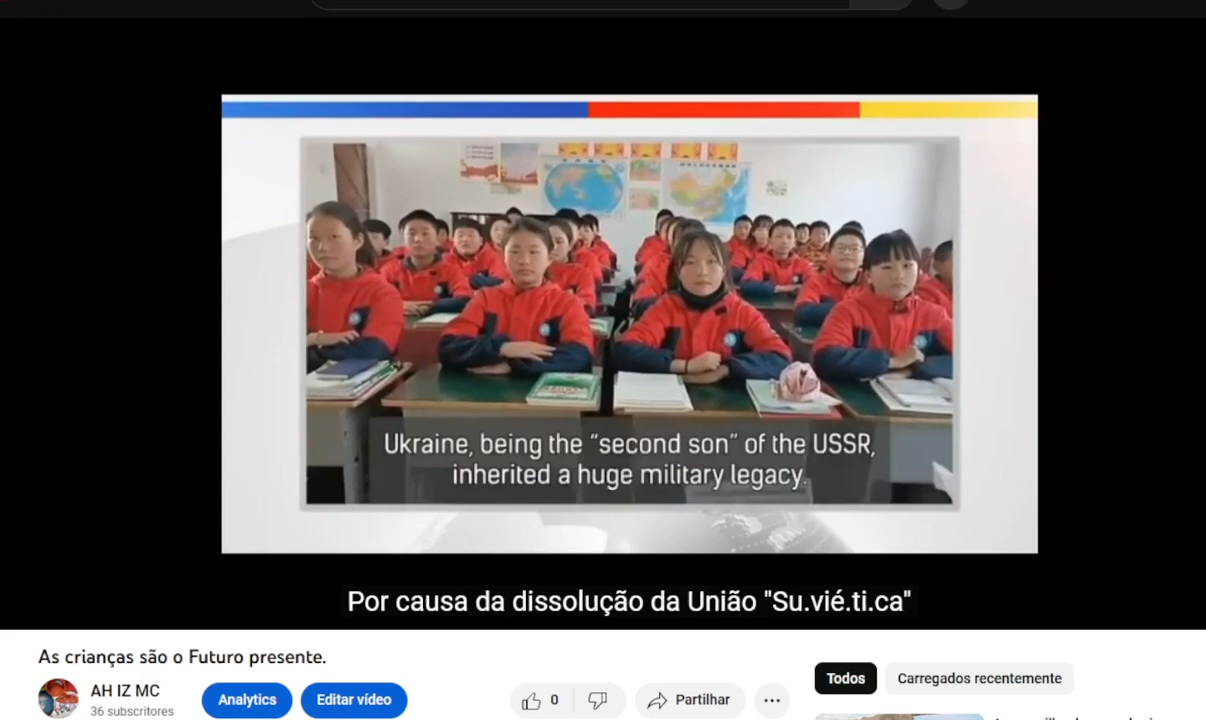 Ukraine, being the “second son” of the USSR,
inherited a huge military legacy.
Por causa da dissolução da União "Su.vié.ti.ca"
As crianças são o Futuro presente.
AH IZ MC
36 subscritores
Analytics
Editar vídeo
0
Partilhar
Todos
Carregados recentemente